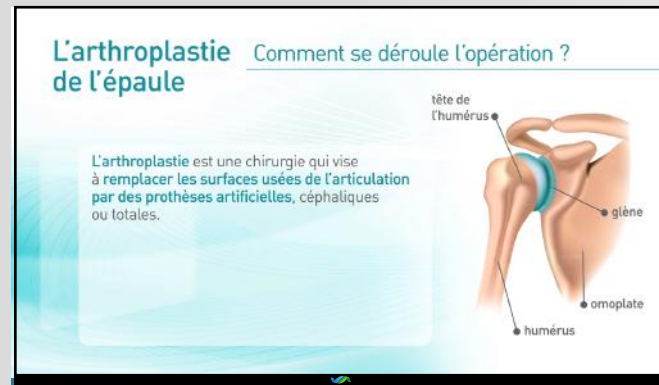 L'arthroplastie
de l'épaule
Comment se déroule l'opération ?
L'arthroplastie est une chirurgie qui vise
à remplacer les surfaces usées de l'articulation
par des prothèses artificielles, céphaliques
ou totales.
tête de
l'humérus
glène
omoplate
humérus